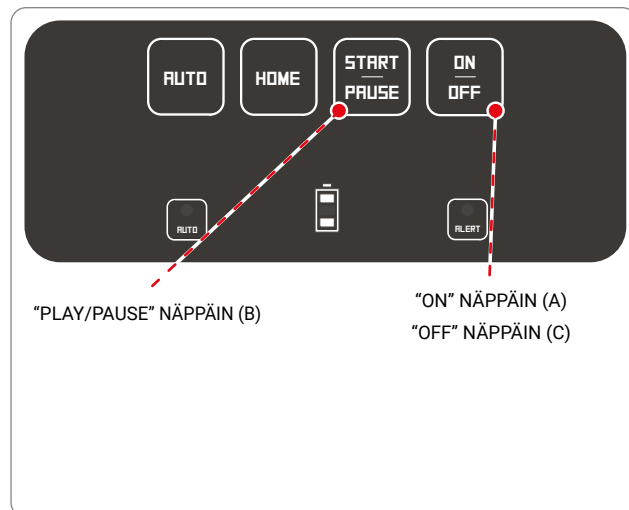 AUTO
HOME
START
PAUSE
ON
OFF
AUTO
ALERT
“PLAY/PAUSE” NÄPPÄIN (B)
“ON” NÄPPÄIN (A)
“OFF” NÄPPÄIN (C)